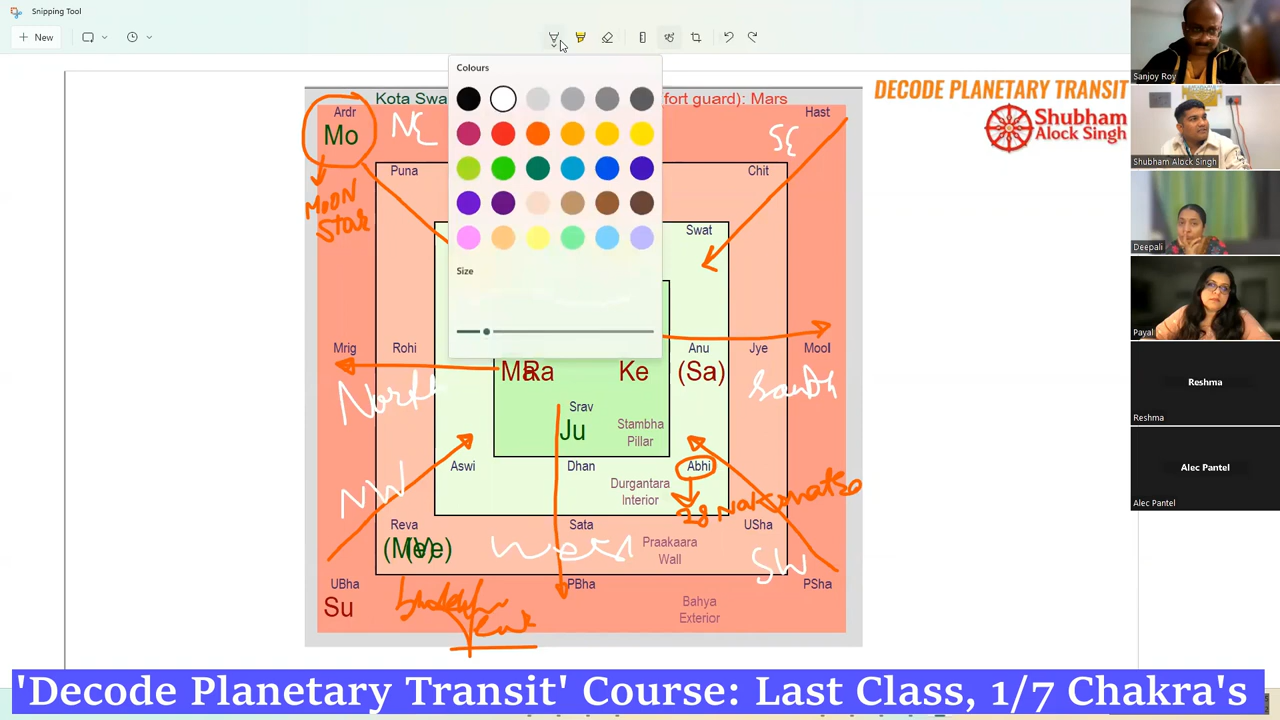 Snipping Tool
New
Colours
Size
Kota Swa
fort guard): Mars
DECODE PLANETARY TRANSIT
Shubham
Alock Singh
Ardr
Mo
NE
SE
Hast
MOON
Star
Puna
Chit
Swat
Mrig
Rohi
Anu
Jye
Mool
Ma
Ra
Ke
(Sa)
North
South
Srav
Ju
Stambha
Pillar
Aswi
Dhan
Abhi
Durgantara
Interior
NW
28 Nakshatra
Reva
Sata
USha
Praakaara
Wall
West
SW
UBha
Su
PBha
PSha
Bahya
Exterior
Sanjoy Roy
Shubham Alock Singh
Deepali
Payal
Reshma
Reshma
Alec Pantel
Alec Pantel
'Decode Planetary Transit' Course: Last Class, 1/7 Chakra's